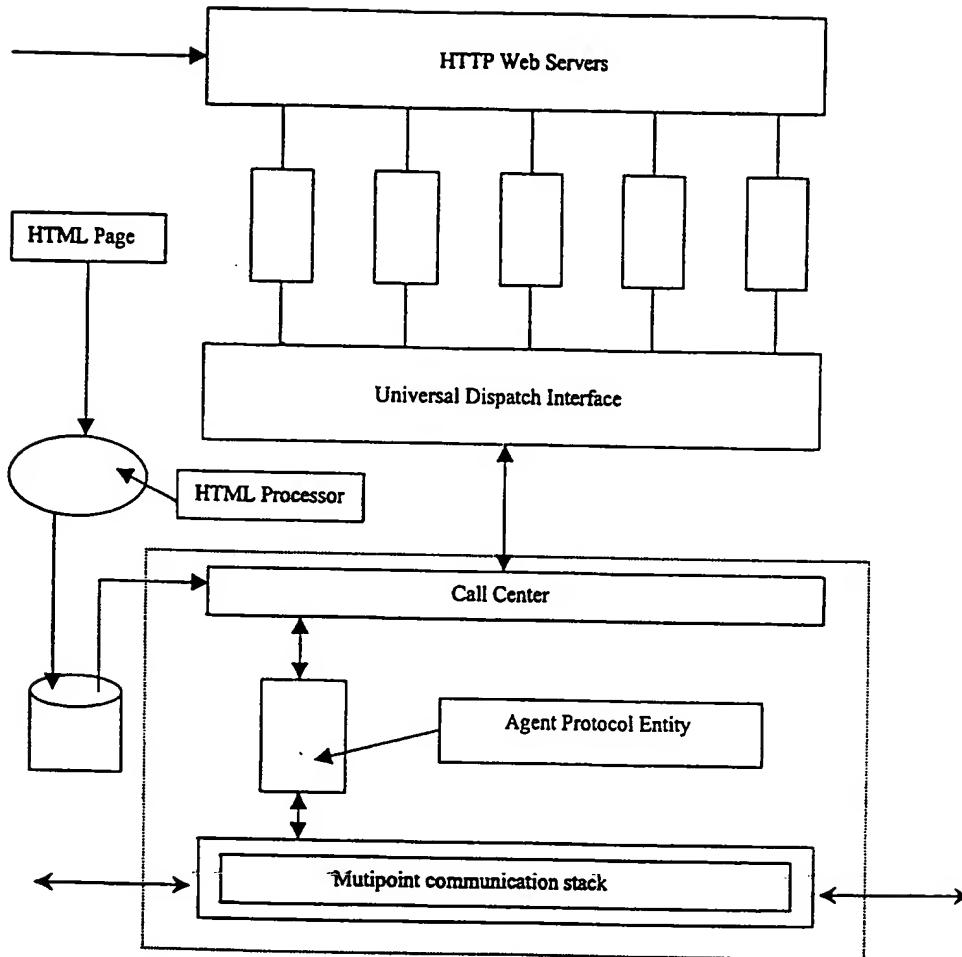 HTTP Web Servers
HTML Page
Universal Dispatch Interface
HTML Processor
Call Center
Agent Protocol Entity
Mutipoint communication stack